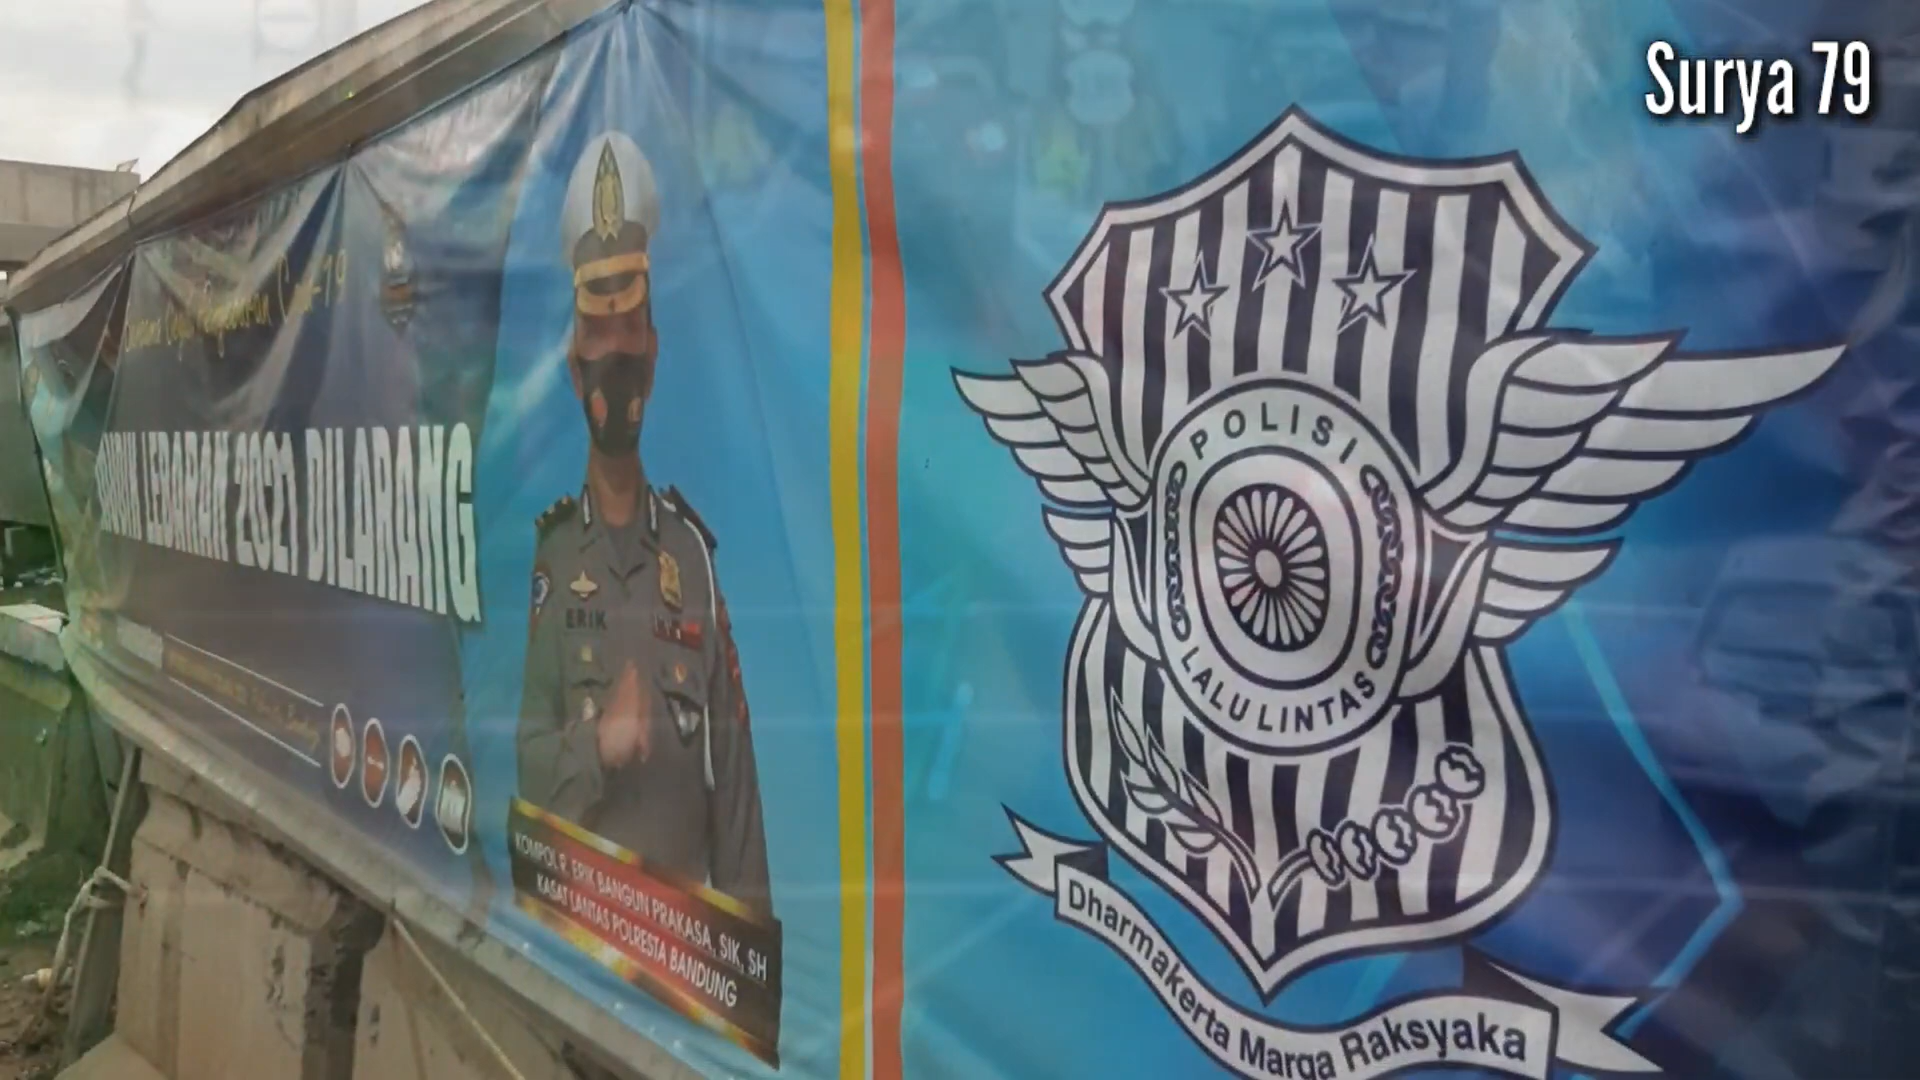 Surya 79
MUDIK LEBARAN 2021 DILARANG
ERIK
KOMPOL R. ERIK BANGUN PRAKASA, SIK, SH
KASAT LANTAS POLRESTA BANDUNG
POLISI
LALU LINTAS
Dharmakerta Marga Raksyaka